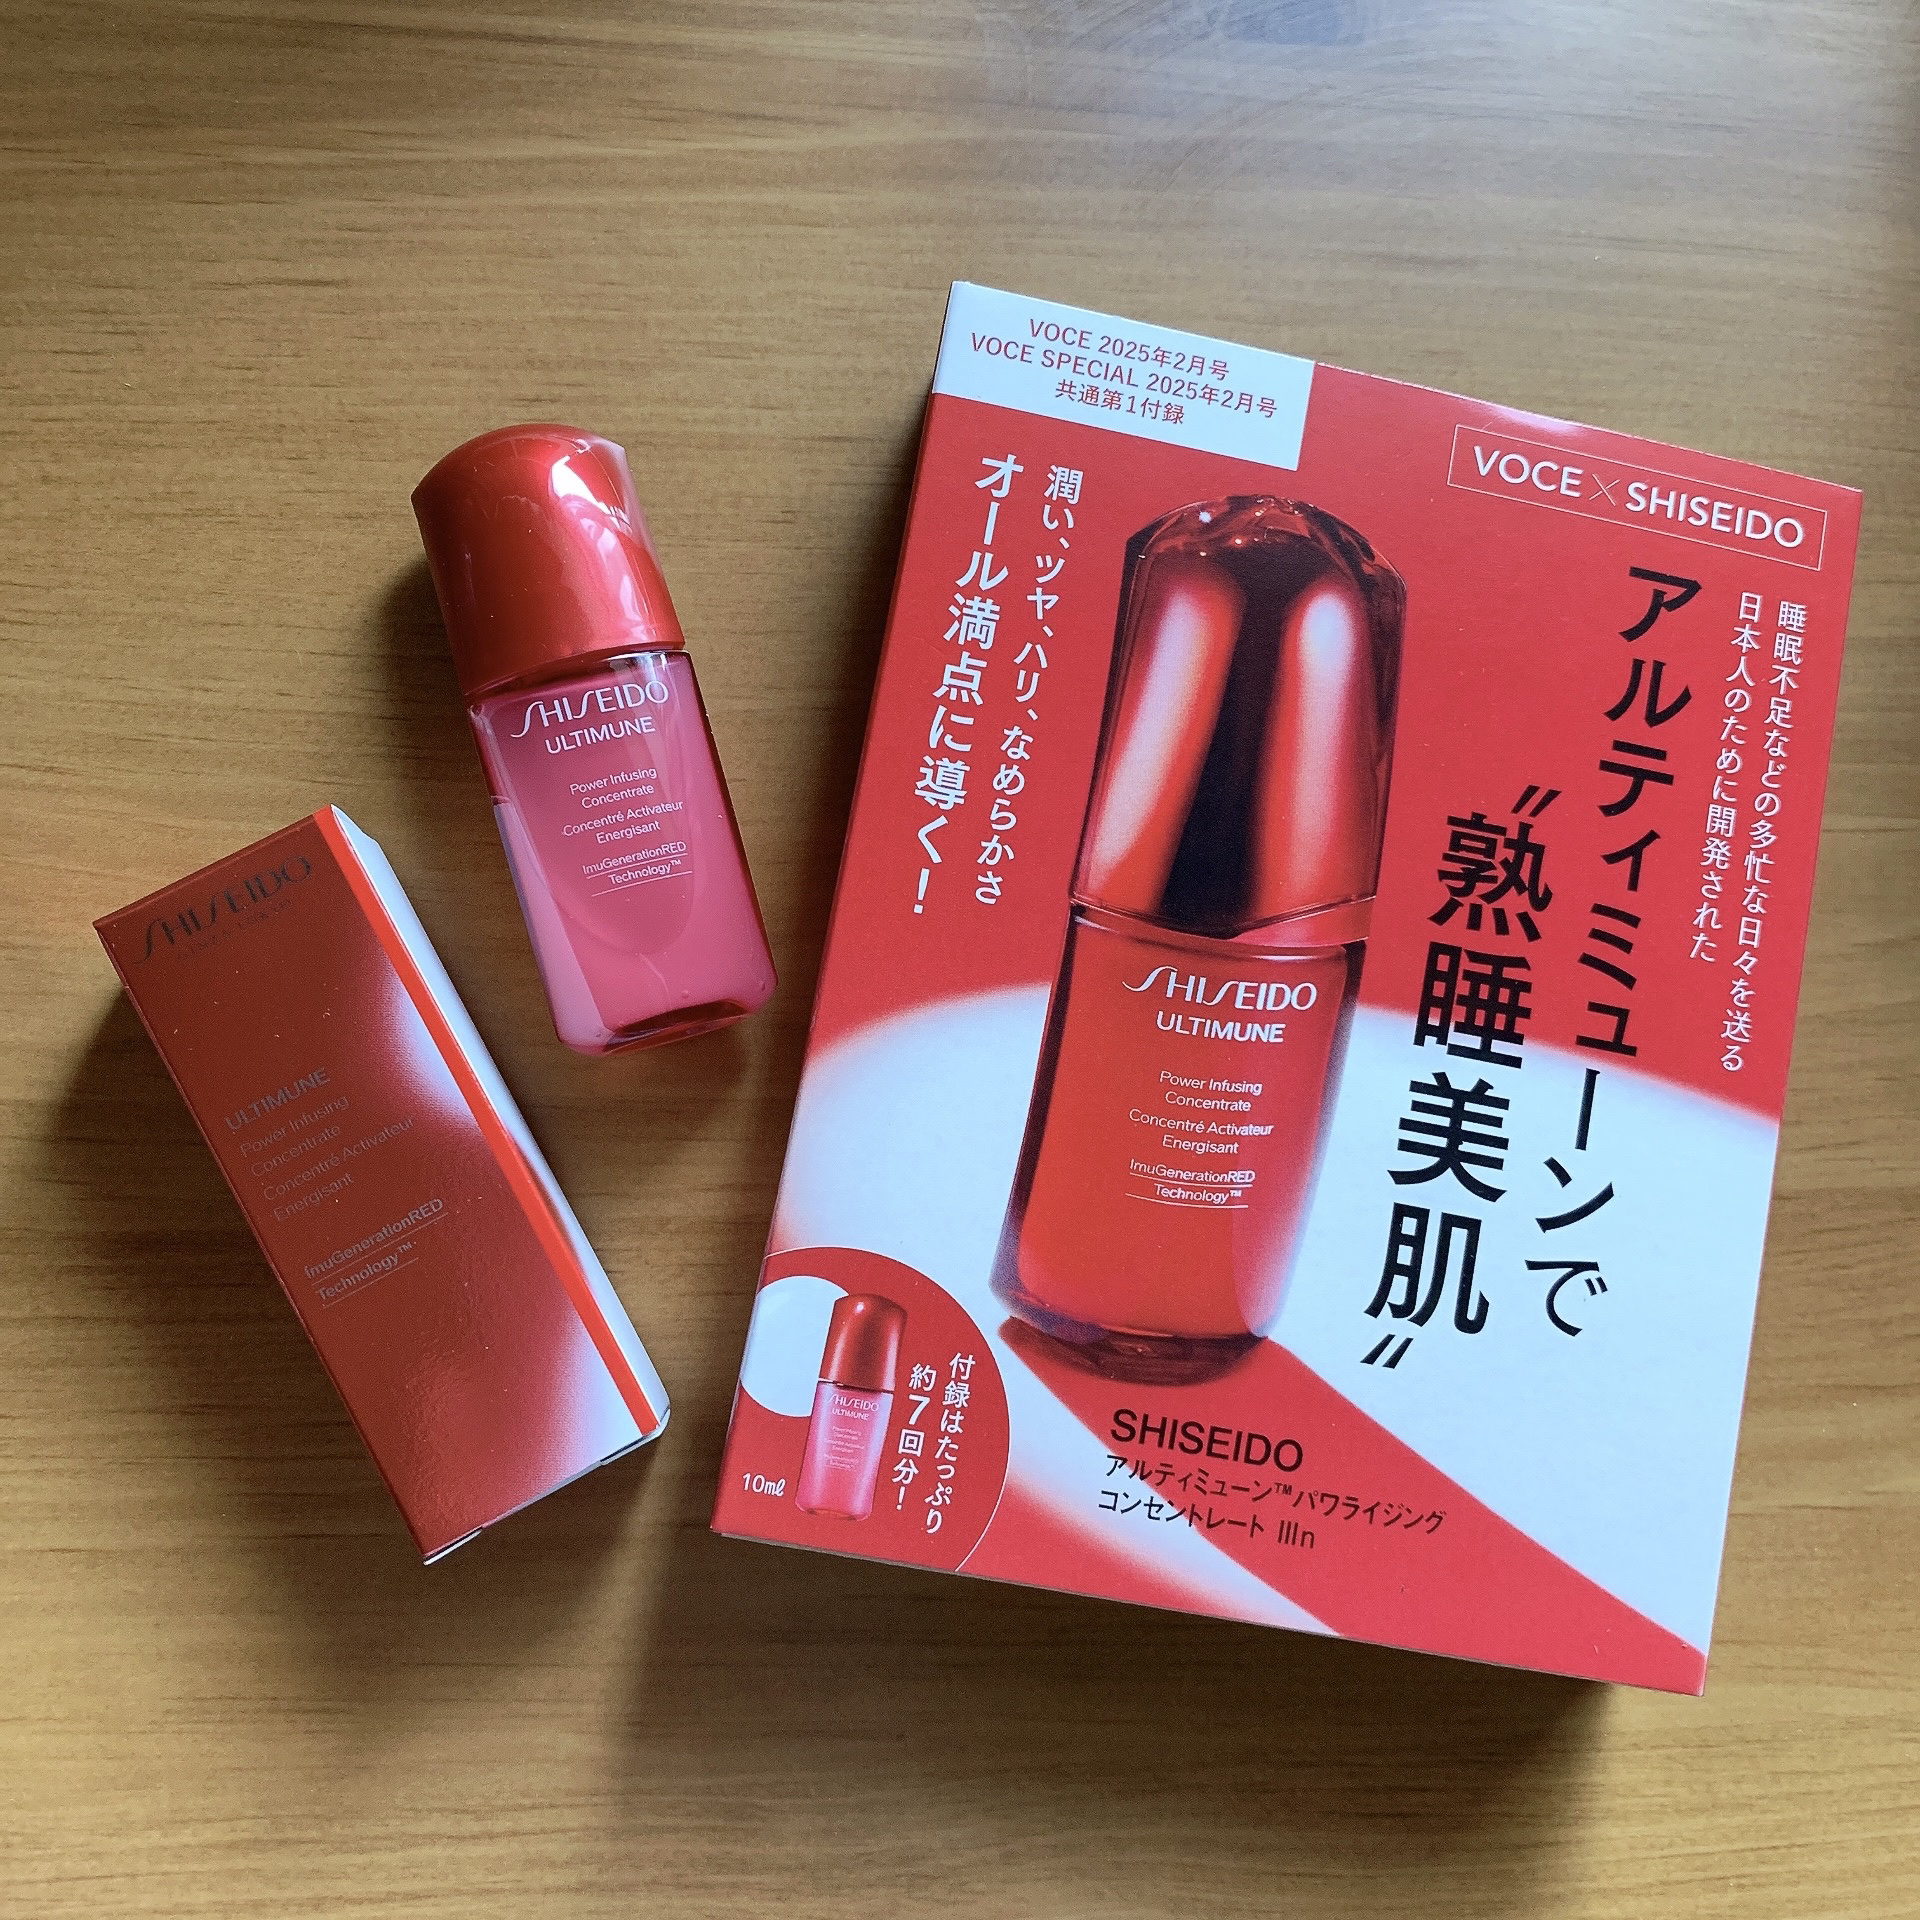 VOCE 2025年2月号
VOCE SPECIAL 2025年2月号
共通第1付録
VOCE×SHISEIDO
睡眠不足などの多忙な日々を送る
日本人のために開発された
アルティミューンで
〝熟睡美肌〟
潤い、ツヤ、ハリ、なめらかさ
オール満点に導く!
SHISEIDO
ULTIMUNE
Power Infusing
Concentrate
Concentré Activateur
Energisant
ImuGenerationRED
Technology™
付録はたっぷり
約7回分!
10㎖
SHISEIDO
ULTIMUNE
SHISEIDO
アルティミューン™ パワライジング
コンセントレート IIIn
SHISEIDO
ULTIMUNE
Power Infusing
Concentrate
Concentré Activateur
Energisant
ImuGenerationRED
Technology™
SHISEIDO
GINZA TOKYO
ULTIMUNE
Power Infusing
Concentrate
Concentré Activateur
Energisant
ImuGenerationRED
Technology™